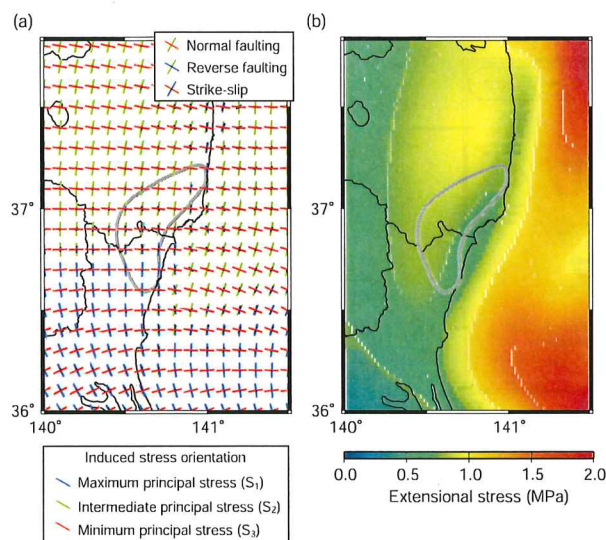 (a)
Normal faulting
Reverse faulting
Strike-slip
37°
36°
140°
141°
Induced stress orientation
Maximum principal stress (S₁)
Intermediate principal stress (S₂)
Minimum principal stress (S₃)
(b)
37°
36°
140°
141°
0.0 0.5 1.0 1.5 2.0
Extensional stress (MPa)